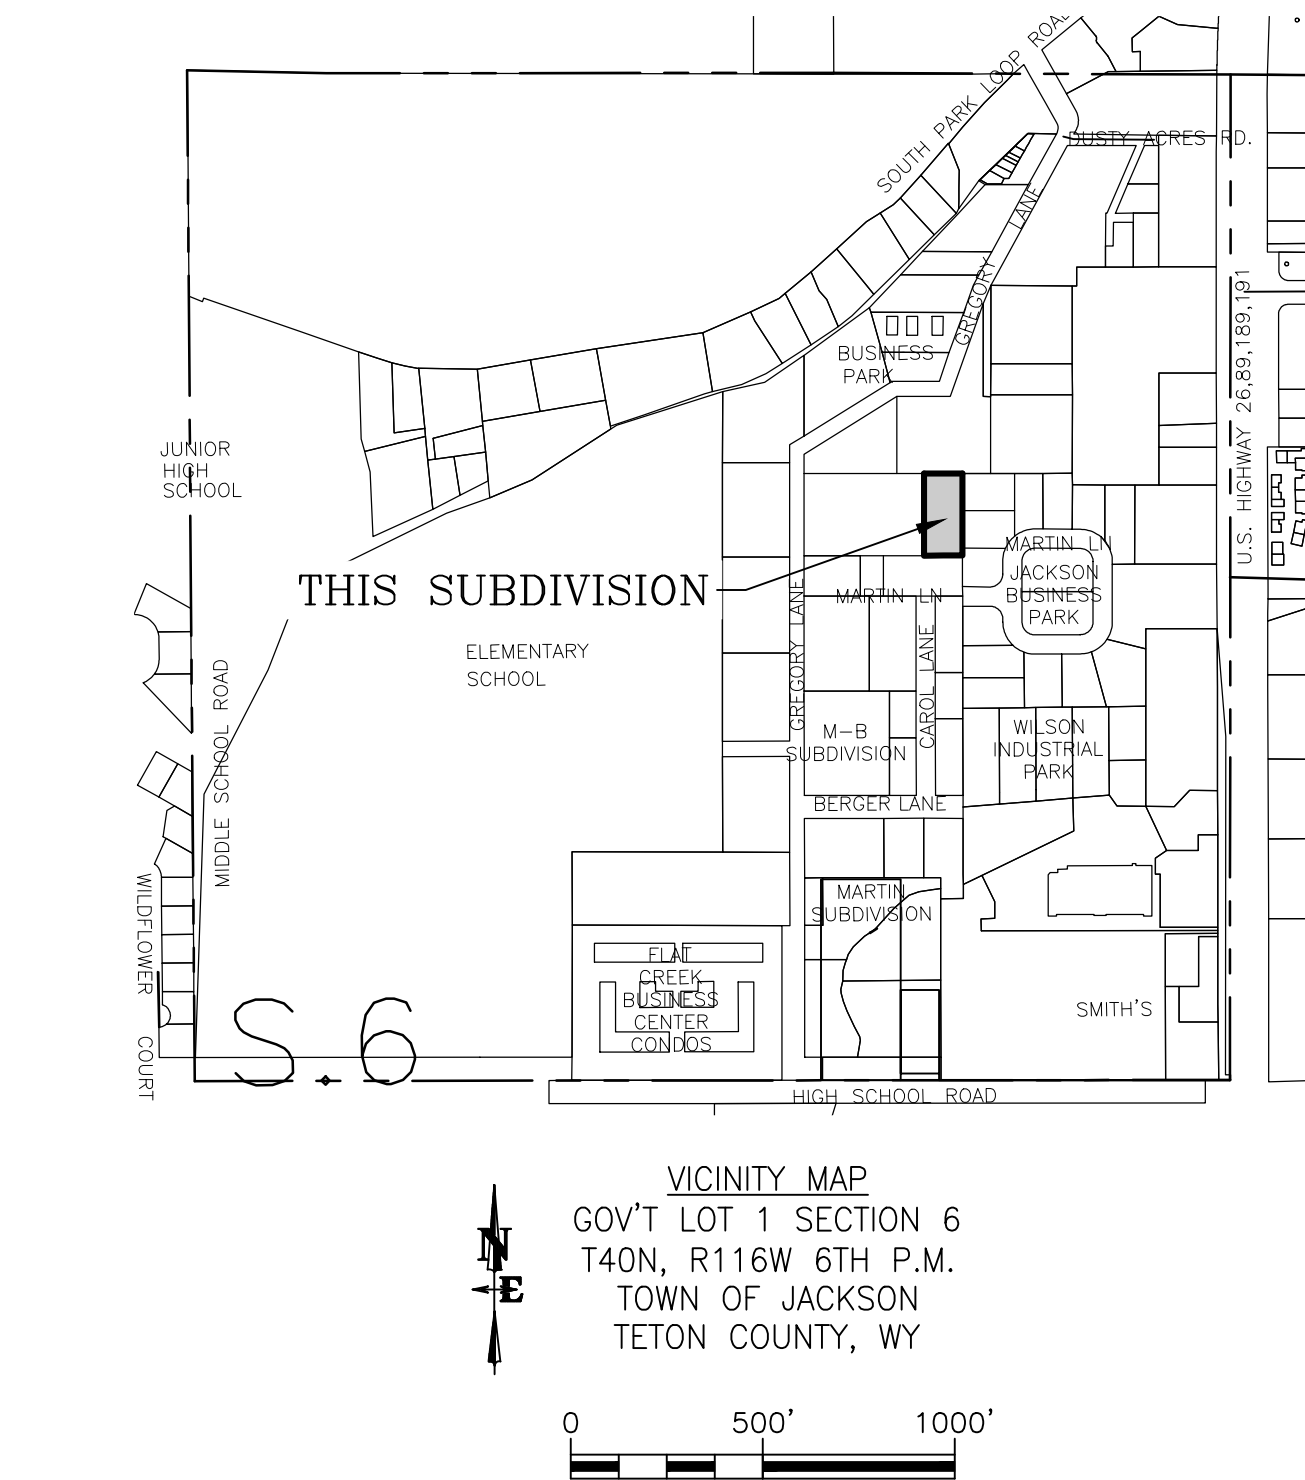 SOUTH PARK LOOP ROAD
DUSTY ACRES RD.
GREGORY LANE
U.S. HIGHWAY 26,89,189,191
BUSINESS
PARK
JUNIOR
HIGH
SCHOOL
MARTIN LN
JACKSON
BUSINESS
PARK
THIS SUBDIVISION
MARTIN LN
ELEMENTARY
SCHOOL
GREGORY LANE
CAROL LANE
MIDDLE SCHOOL ROAD
M-B
SUBDIVISION
WILSON
INDUSTRIAL
PARK
BERGER LANE
WILDFLOWER COURT
MARTIN
SUBDIVISION
FLAT
CREEK
BUSINESS
CENTER
CONDOS
SMITH'S
S.6
HIGH SCHOOL ROAD
VICINITY MAP
GOV'T LOT 1 SECTION 6
T40N, R116W 6TH P.M.
TOWN OF JACKSON
TETON COUNTY, WY
N
E
0 500' 1000'